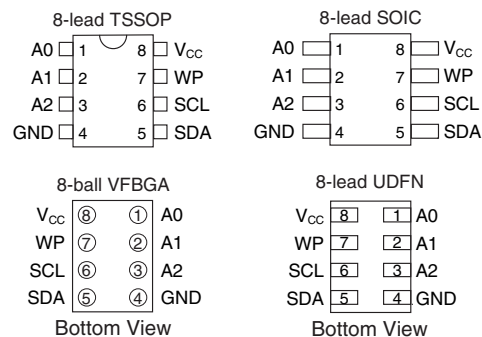 8-lead TSSOP
A0 1 8 VCC
A1 2 7 WP
A2 3 6 SCL
GND 4 5 SDA
8-lead SOIC
A0 1 8 VCC
A1 2 7 WP
A2 3 6 SCL
GND 4 5 SDA
8-ball VFBGA
VCC 8 1 A0
WP 7 2 A1
SCL 6 3 A2
SDA 5 4 GND
Bottom View
8-lead UDFN
VCC 8 1 A0
WP 7 2 A1
SCL 6 3 A2
SDA 5 4 GND
Bottom View